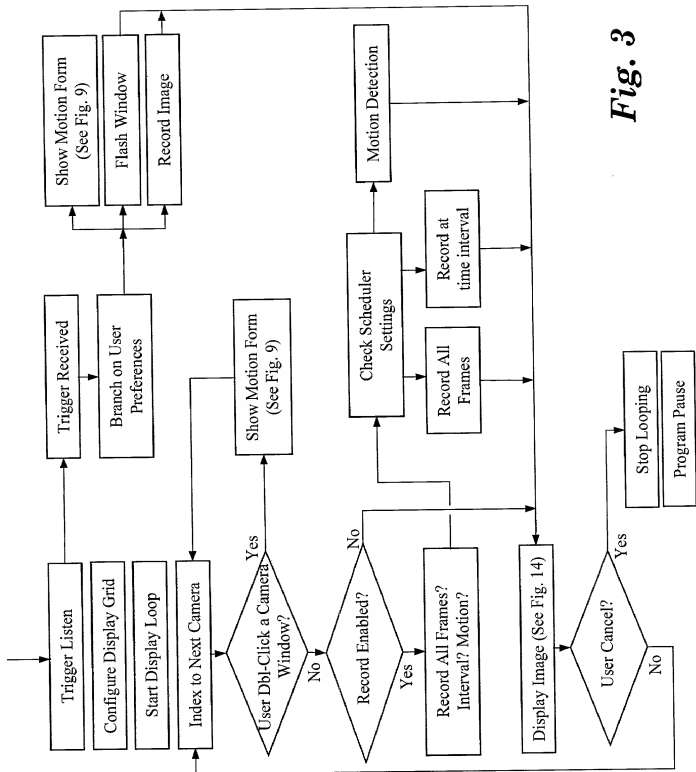 Trigger Listen
Configure Display Grid
Start Display Loop
Index to Next Camera
User Dbl-Click a Camera
Window?
Yes
No
Show Motion Form
(See Fig. 9)
Trigger Received
Branch on User
Preferences
Show Motion Form
(See Fig. 9)
Flash Window
Record Image
Record Enabled?
No
Yes
Record All Frames?
Interval? Motion?
Check Scheduler
Settings
Motion Detection
Record All
Frames
Record at
time interval
Display Image (See Fig. 14)
User Cancel?
Yes
No
Stop Looping
Program Pause
Fig. 3